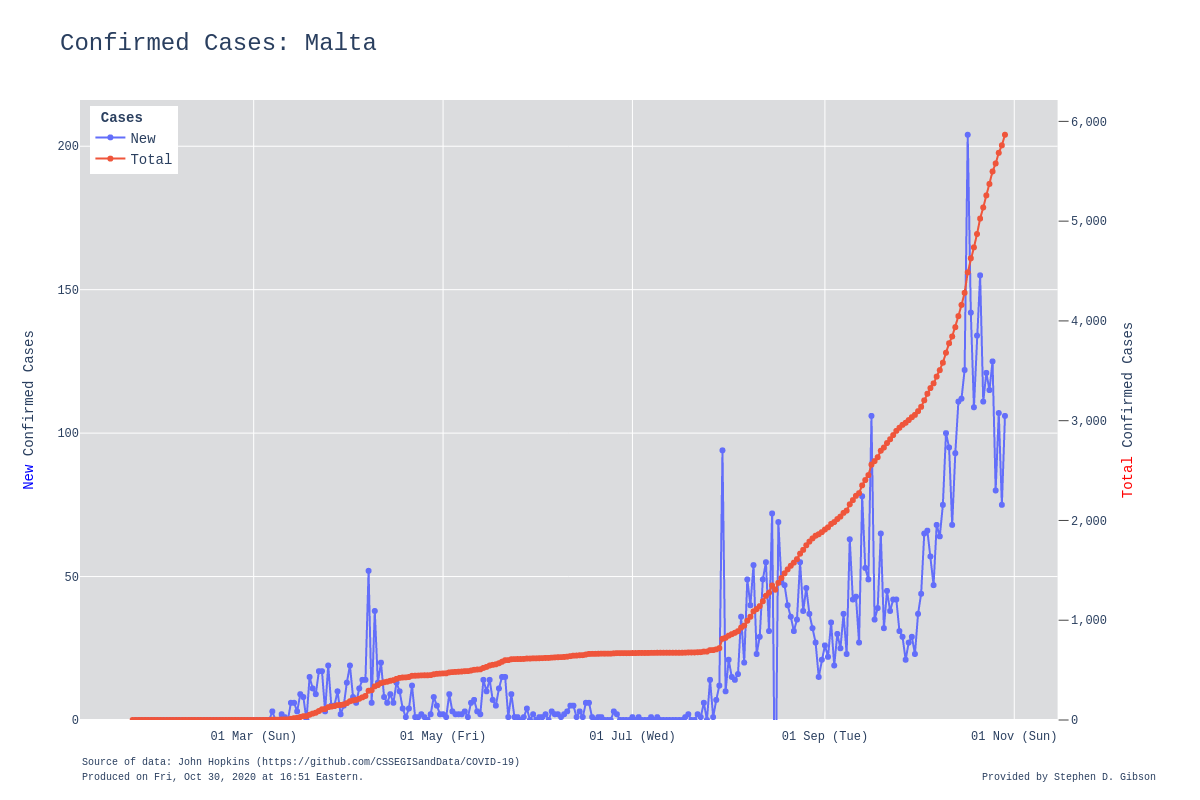 Confirmed Cases: Malta
Cases
New
Total
200
150
100
50
0
6,000
5,000
4,000
3,000
2,000
1,000
0
New Confirmed Cases
Total Confirmed Cases
01 Mar (Sun)
01 May (Fri)
01 Jul (Wed)
01 Sep (Tue)
01 Nov (Sun)
Source of data: John Hopkins (https://github.com/CSSEGISandData/COVID-19)
Produced on Fri, Oct 30, 2020 at 16:51 Eastern.
Provided by Stephen D. Gibson